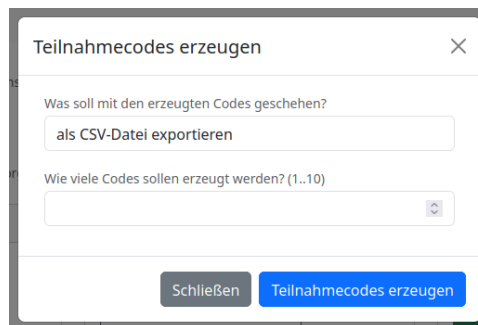 Teilnahmecodes erzeugen
Was soll mit den erzeugten Codes geschehen?
als CSV-Datei exportieren
Wie viele Codes sollen erzeugt werden? (1..10)
Schließen Teilnahmecodes erzeugen